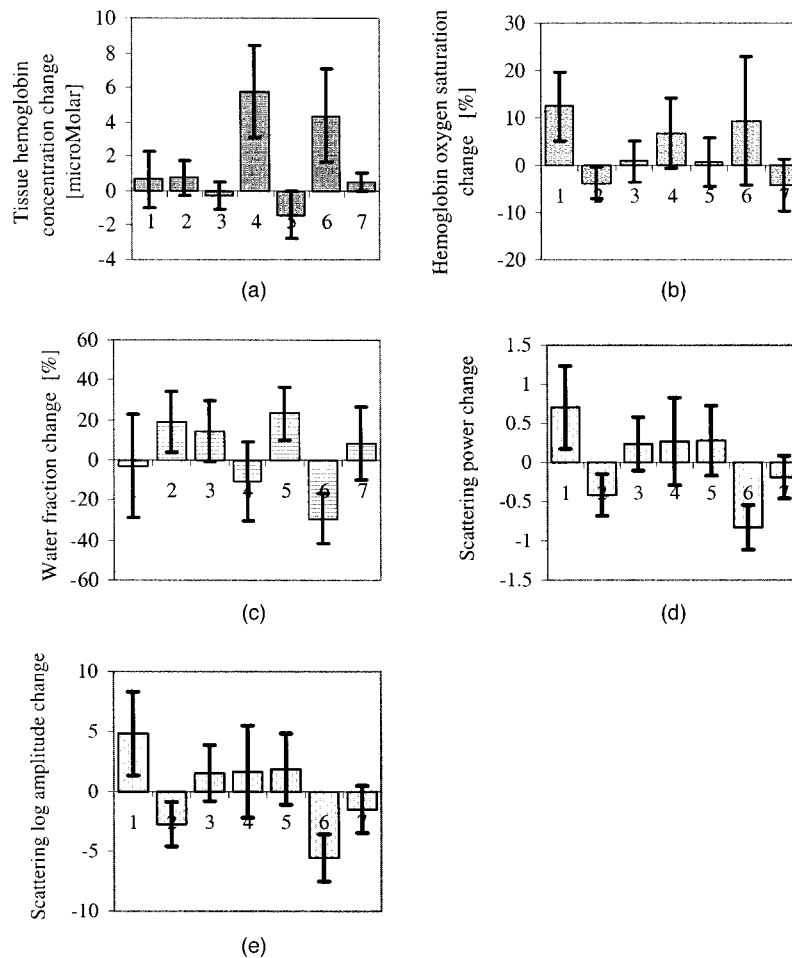 Tissue hemoglobin
concentration change
[microMolar]
10
8
6
4
2
0
-2
-4
1 2 3 4 5 6 7
(a)
Hemoglobin oxygen saturation
change [%]
30
20
10
0
-10
-20
1 2 3 4 5 6 7
(b)
Water fraction change [%]
60
40
20
0
-20
-40
-60
2 3 4 5 6 7
(c)
Scattering power change
1.5
1
0.5
0
-0.5
-1
-1.5
1 2 3 4 5 6 7
(d)
Scattering log amplitude change
10
5
0
-5
-10
1 2 3 4 5 6 7
(e)